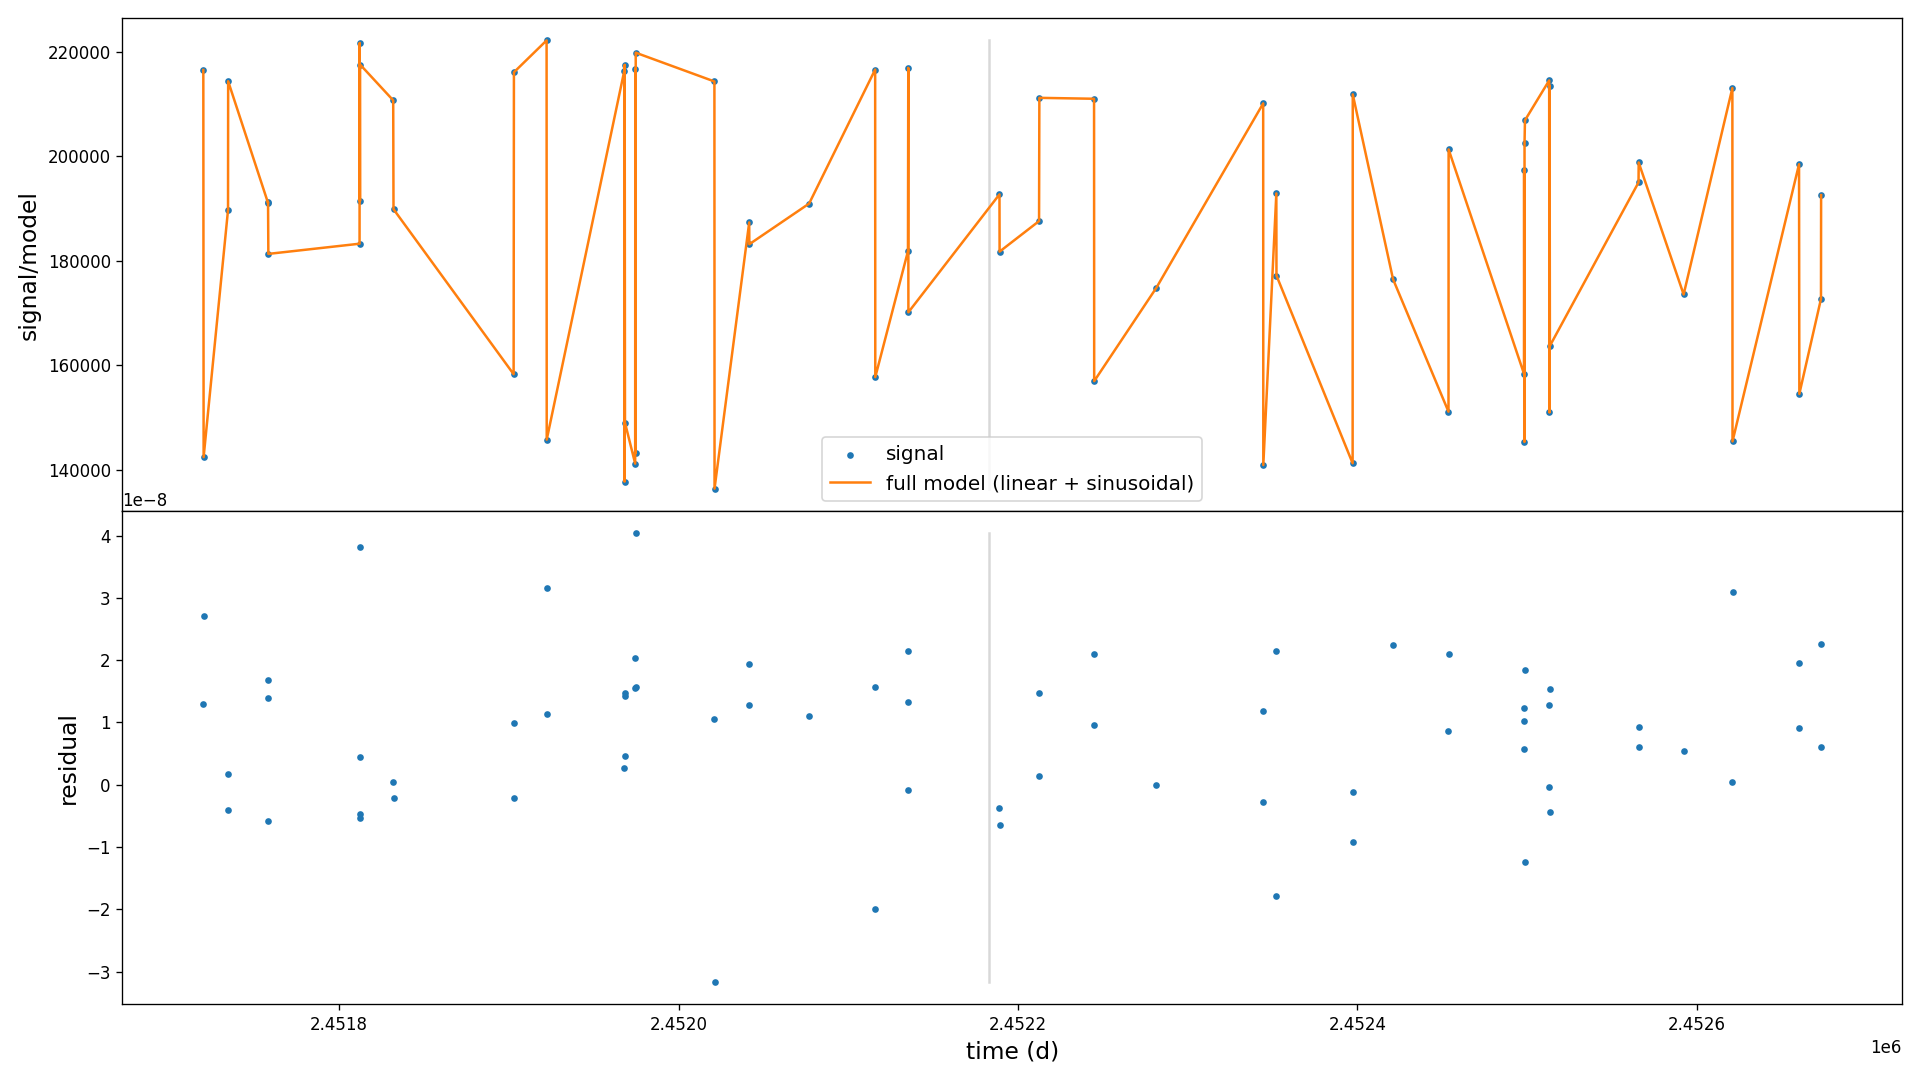 220000
200000
180000
160000
140000
signal/model
signal
full model (linear + sinusoidal)
1e−8
4
3
2
1
0
−1
−2
−3
residual
2.4518
2.4520
2.4522
2.4524
2.4526
time (d)
1e6